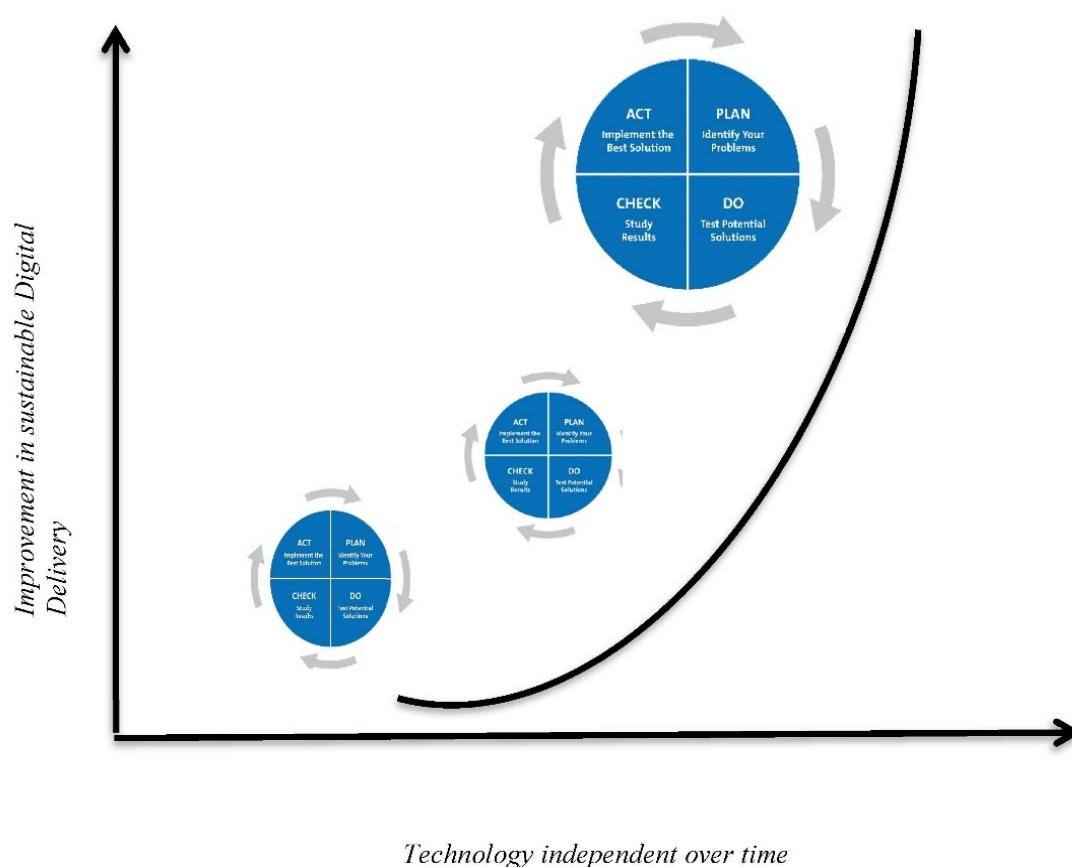 ACT
Implement the
Best Solution
PLAN
Identify Your
Problems
CHECK
Study
Results
DO
Test Potential
Solutions
ACT
Implement the
Best Solution
PLAN
Identify Your
Problems
CHECK
Study
Results
DO
Test Potential
Solutions
ACT
Implement the
Best Solution
PLAN
Identify Your
Problems
CHECK
Study
Results
DO
Test Potential
Solutions
Improvement in sustainable Digital
Delivery
Technology independent over time